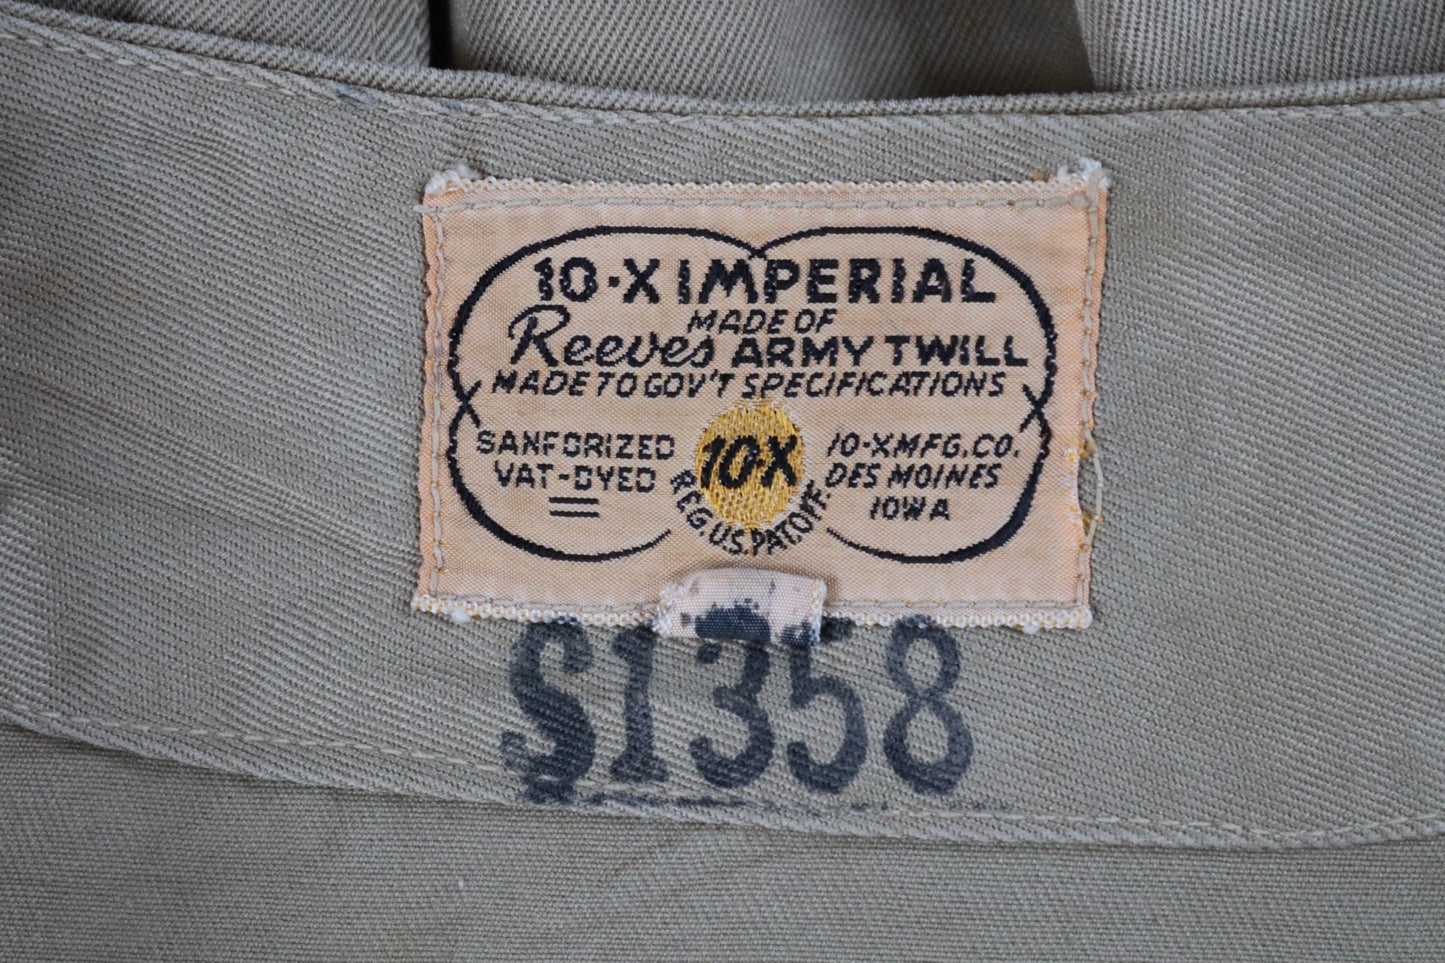 10-X IMPERIAL
MADE OF
Reeves ARMY TWILL
MADE TO GOV'T SPECIFICATIONS
SANFORIZED
VAT-DYED
10-X
REG. U.S. PAT. OFF.
10-X MFG. CO.
DES MOINES
IOWA
S1358